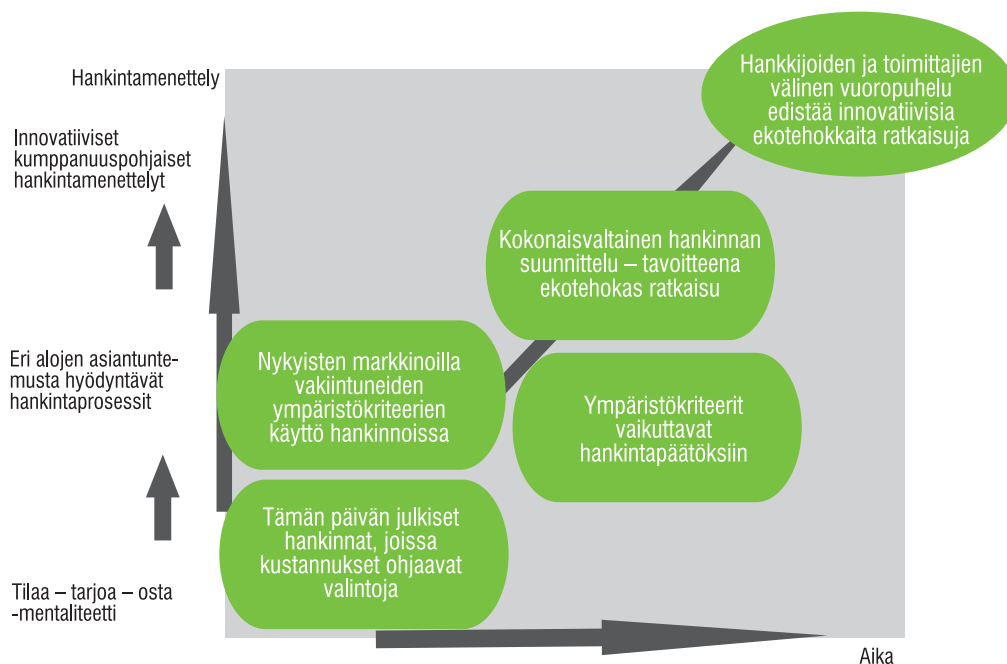 Hankintamenettely
Innovatiiviset
kumppanuuspohjaiset
hankintamenettelyt
Eri alojen asiantunte-
musta hyödyntävät
hankintaprosessit
Tilaa – tarjoa – osta
-mentaliteetti
Hankkijoiden ja toimittajien
välinen vuoropuhelu
edistää innovatiivisia
ekotehokkaita ratkaisuja
Kokonaisvaltainen hankinnan
suunnittelu – tavoitteena
ekotehokas ratkaisu
Nykyisten markkinoilla
vakiintuneiden
ympäristökriteerien
käyttö hankinnoissa
Ympäristökriteerit
vaikuttavat
hankintapäätöksiin
Tämän päivän julkiset
hankinnat, joissa
kustannukset ohjaavat
valintoja
Aika